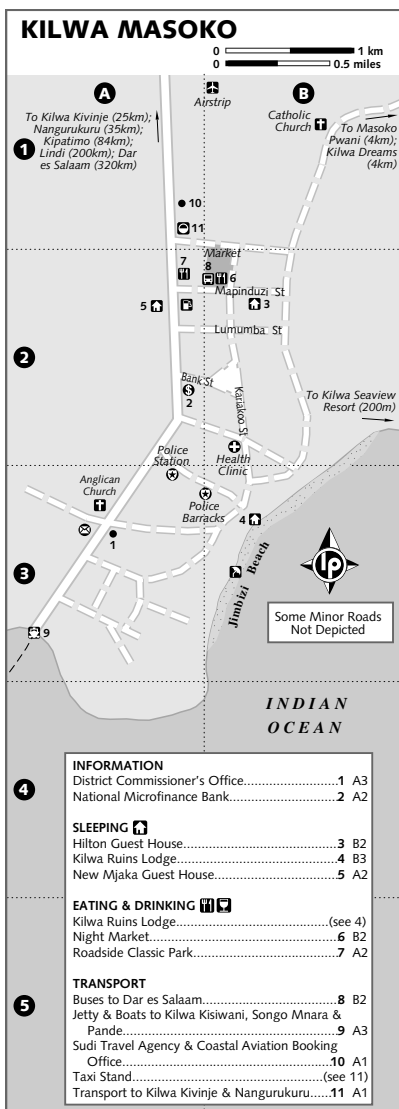 KILWA MASOKO
0 1 km
0 0.5 miles
A
B
Airstrip
Catholic
Church
To Kilwa Kivinje (25km);
Nangurukuru (35km);
Kipatimo (84km);
Lindi (200km); Dar
es Salaam (320km)
To Masoko
Pwani (4km);
Kilwa Dreams
(4km)
1
10
11
Market
7
8
6
Mapinduzi St
5
3
Lumumba St
2
Bank St
2
Kariakoo St
To Kilwa Seaview
Resort (200m)
Police
Station
Health
Clinic
Anglican
Church
Police
Barracks
4
1
Jimbizi Beach
lp
3
Some Minor Roads
Not Depicted
9
INDIAN
OCEAN
4
INFORMATION
District Commissioner's Office.....................1 A3
National Microfinance Bank........................2 A2
SLEEPING
Hilton Guest House....................................3 B2
Kilwa Ruins Lodge......................................4 B3
New Mjaka Guest House............................5 A2
EATING & DRINKING
Kilwa Ruins Lodge..............................(see 4)
Night Market..............................................6 B2
Roadside Classic Park.................................7 A2
5
TRANSPORT
Buses to Dar es Salaam...............................8 B2
Jetty & Boats to Kilwa Kisiwani, Songo Mnara &
Pande.....................................................9 A3
Sudi Travel Agency & Coastal Aviation Booking
Office...................................................10 A1
Taxi Stand.........................................(see 11)
Transport to Kilwa Kivinje & Nangurukuru.....11 A1